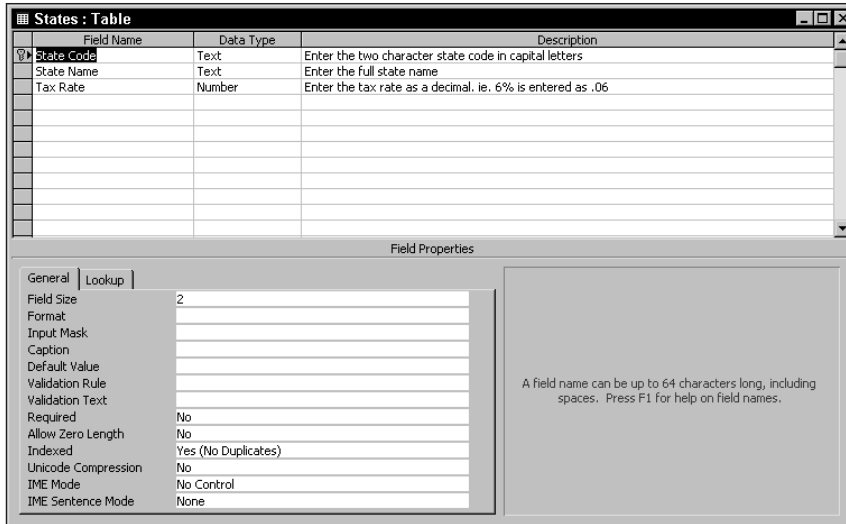 States : Table
Field Name Data Type Description
State Code Text Enter the two character state code in capital letters
State Name Text Enter the full state name
Tax Rate Number Enter the tax rate as a decimal. ie. 6% is entered as .06
Field Properties
General Lookup
Field Size 2
Format
Input Mask
Caption
Default Value
Validation Rule
Validation Text
Required No
Allow Zero Length No
Indexed Yes (No Duplicates)
Unicode Compression No
IME Mode No Control
IME Sentence Mode None
A field name can be up to 64 characters long, including
spaces. Press F1 for help on field names.